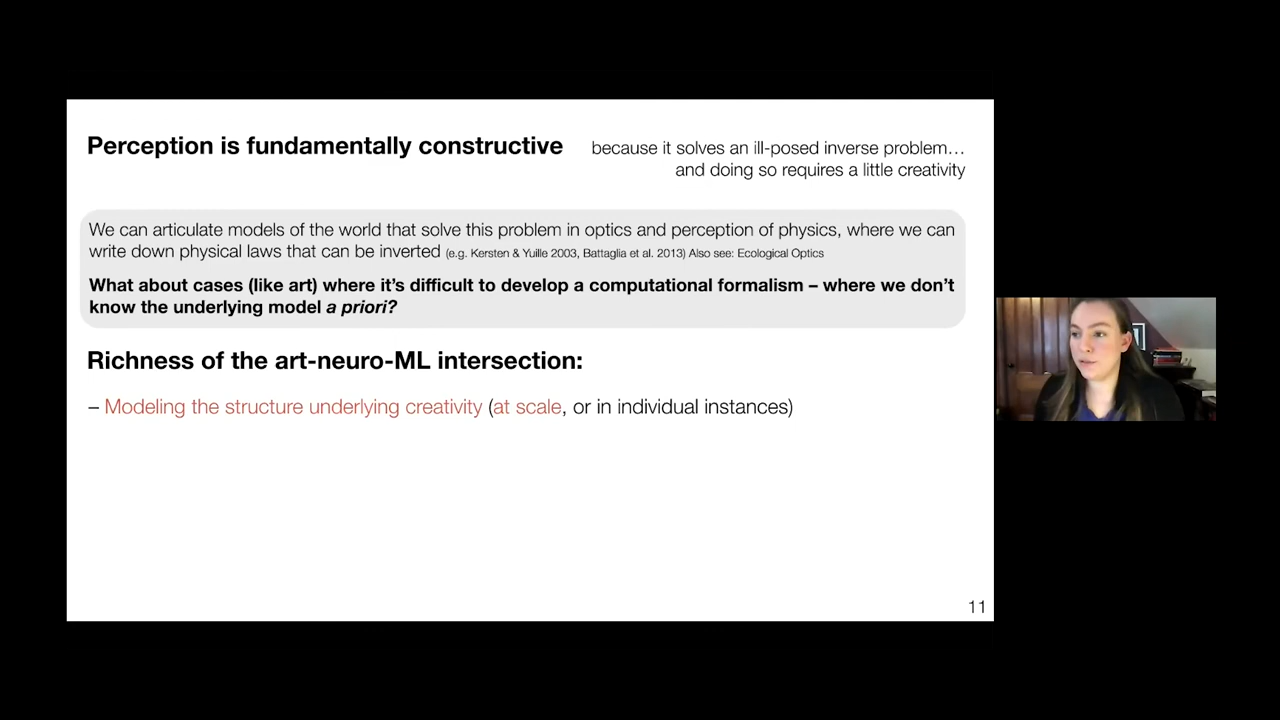 Perception is fundamentally constructive
because it solves an ill-posed inverse problem…
and doing so requires a little creativity
We can articulate models of the world that solve this problem in optics and perception of physics, where we can
write down physical laws that can be inverted (e.g. Kersten & Yuille 2003, Battaglia et al. 2013) Also see: Ecological Optics
What about cases (like art) where it’s difficult to develop a computational formalism – where we don’t
know the underlying model a priori?
Richness of the art-neuro-ML intersection:
– Modeling the structure underlying creativity (at scale, or in individual instances)
11